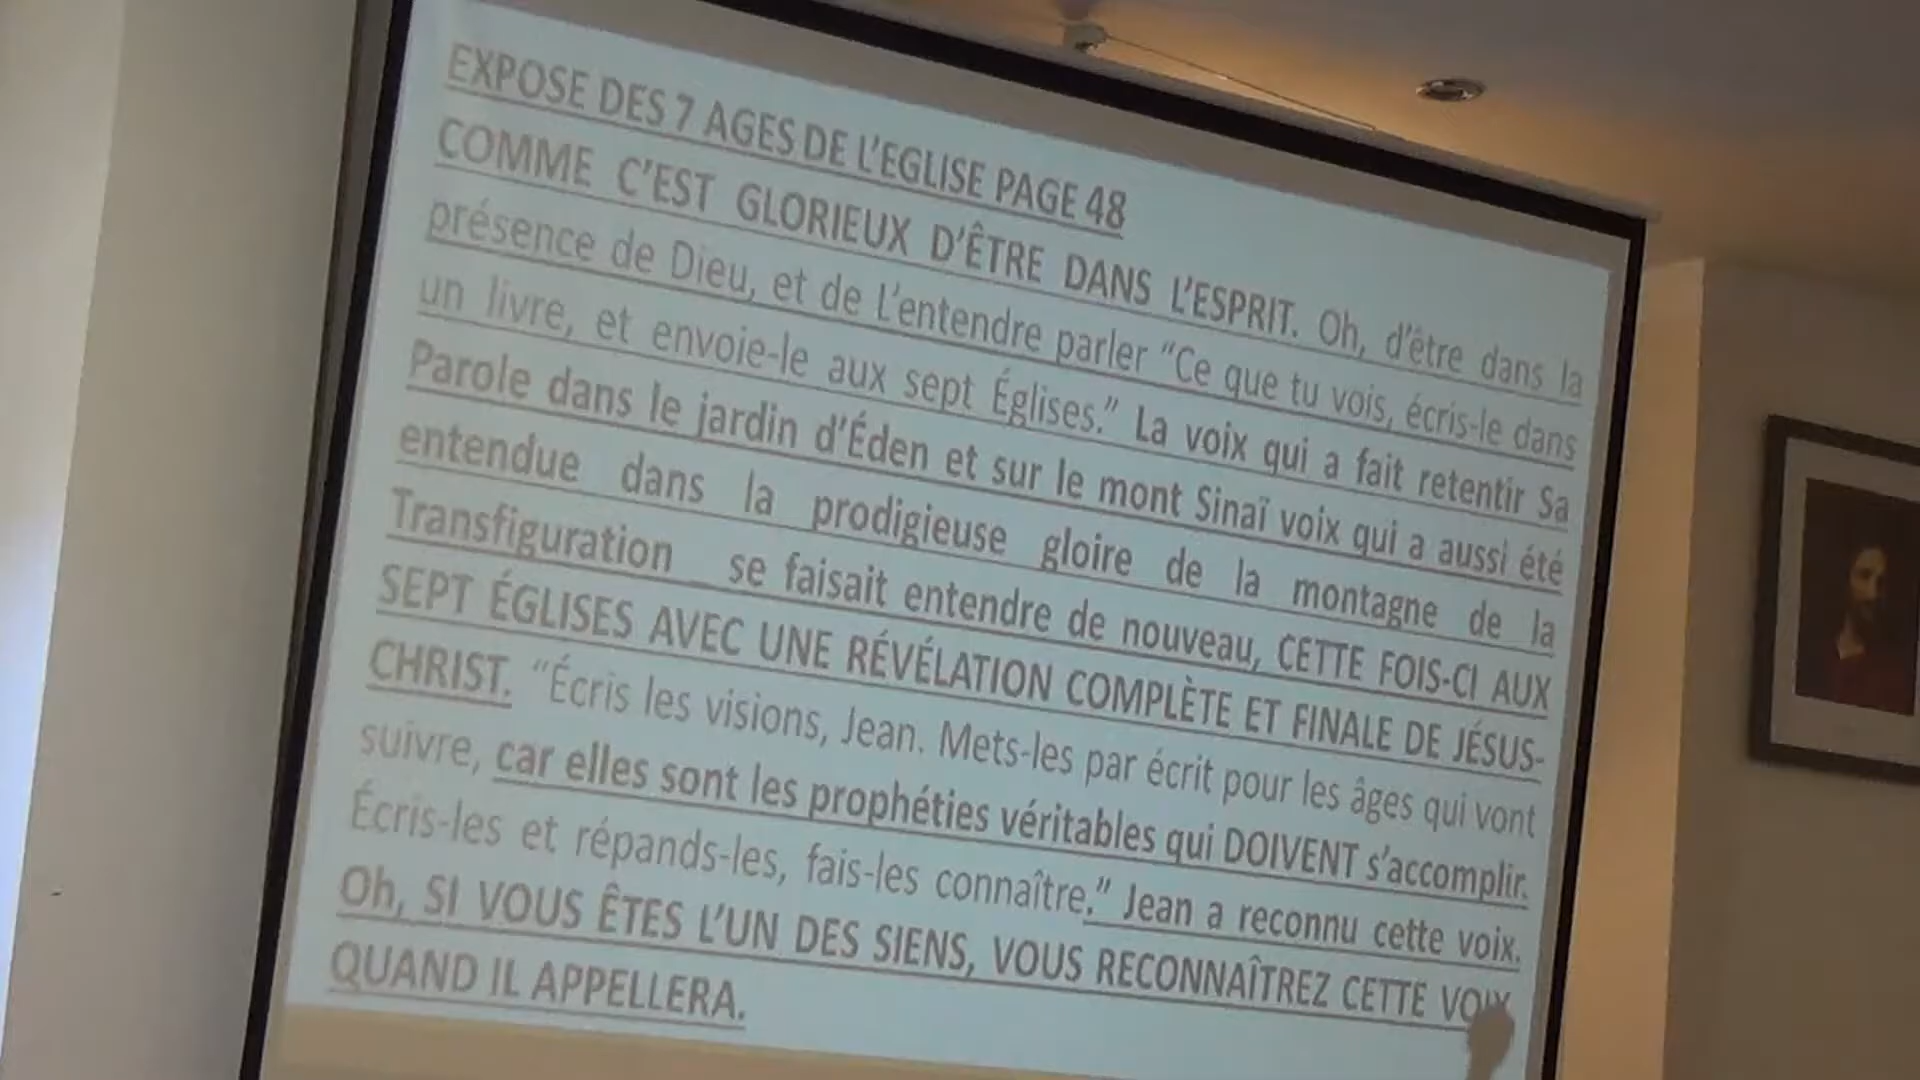 EXPOSE DES 7 AGES DE L'EGLISE PAGE 48
COMME C'EST GLORIEUX D'ÊTRE DANS L'ESPRIT. Oh, d'être dans la
présence de Dieu, et de L'entendre parler "Ce que tu vois, écris-le dans
un livre, et envoie-le aux sept Églises." La voix qui a fait retentir Sa
Parole dans le jardin d'Éden et sur le mont Sinaï voix qui a aussi été
entendue dans la prodigieuse gloire de la montagne de la
Transfiguration se faisait entendre de nouveau, CETTE FOIS-CI AUX
SEPT ÉGLISES AVEC UNE RÉVÉLATION COMPLÈTE ET FINALE DE JÉSUS-
CHRIST. "Écris les visions, Jean. Mets-les par écrit pour les âges qui vont
suivre, car elles sont les prophéties véritables qui DOIVENT s'accomplir.
Écris-les et répands-les, fais-les connaître." Jean a reconnu cette voix.
Oh, SI VOUS ÊTES L'UN DES SIENS, VOUS RECONNAÎTREZ CETTE VOIX
QUAND IL APPELLERA.